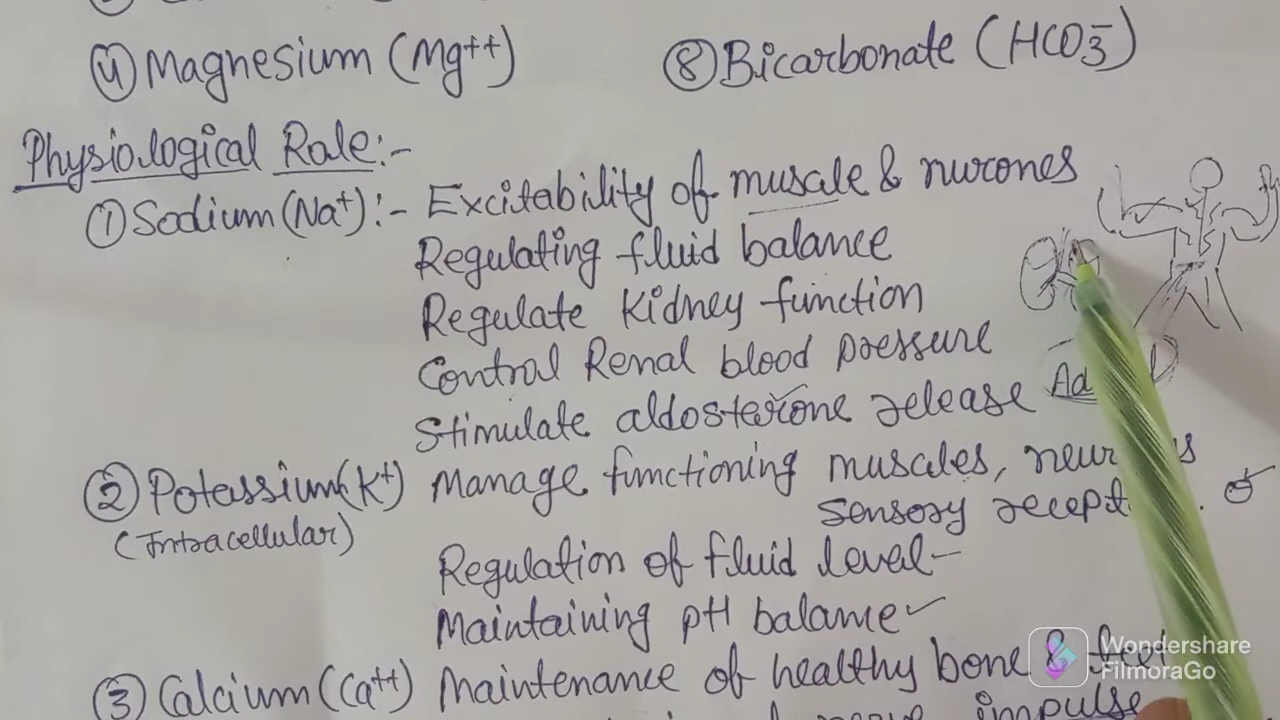 ④ Magnesium (Mg++)
⑧ Bicarbonate (HCO3-)
Physiological Role:-
① Sodium (Na+):- Excitability of muscle & nurones
Regulating fluid balance
Regulate Kidney function
Control Renal blood pressure
Stimulate aldosterone release
② Potassium (K+) Manage functioning muscles,
(Intracellular)
sensory
Regulation of fluid level-
Maintaining pH balance
③ Calcium (Ca++) Maintenance of healthy bone &
impulse
Wondershare
FilmoraGo